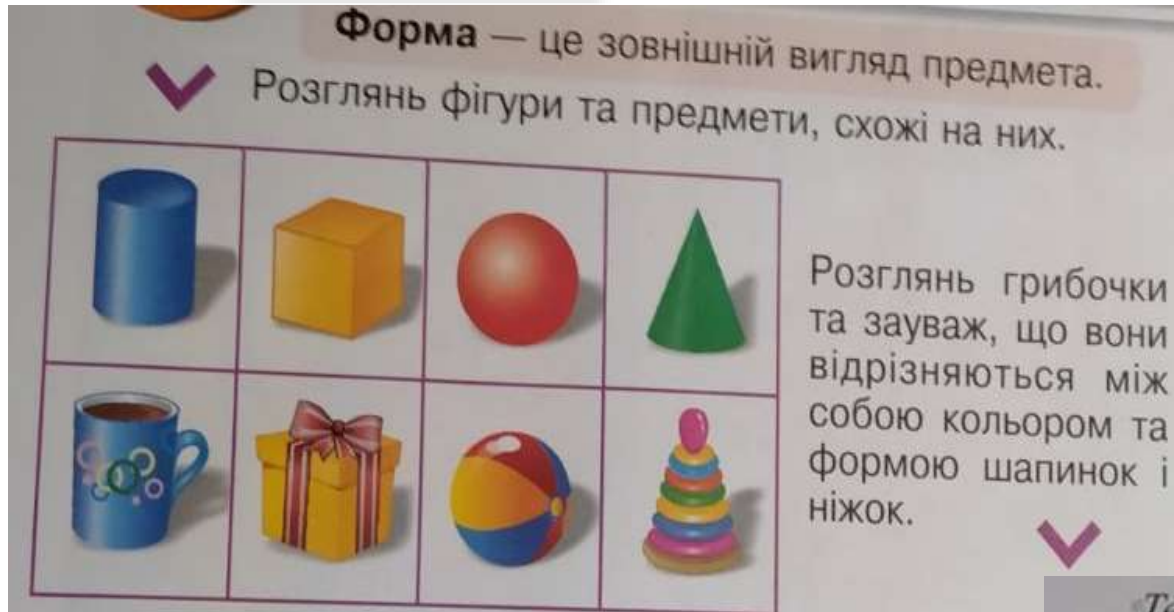 Форма — це зовнішній вигляд предмета.
Розглянь фігури та предмети, схожі на них.
Розглянь грибочки
та зауваж, що вони
відрізняються між
собою кольором та
формою шапинок і
ніжок.